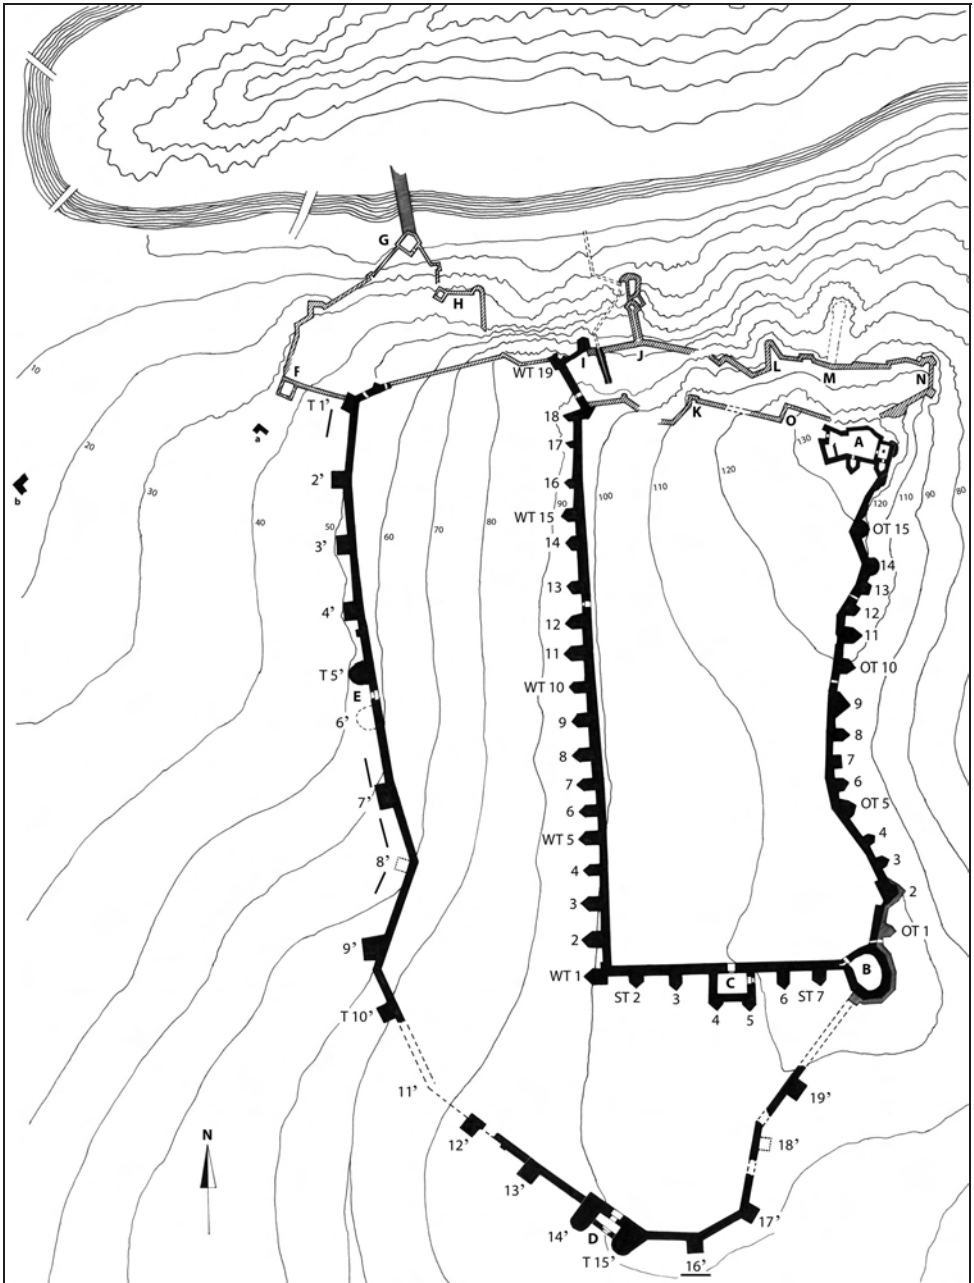 G
H
10
F
WT 19
I
J
L
M
N
T 1'
18
K
O
130
A
a
20
17
120
b
30
2'
16
90
100
110
120
110
90
80
40
50
60
70
80
WT 15
OT 15
3'
14
14
13
13
4'
12
12
11
11
T 5'
OT 10
E
WT 10
6'
9
9
8
8
7
7
7'
6
6
OT 5
WT 5
4
8'
4
3
3
2
9'
2
OT 1
WT 1
ST 2
3
C
6
ST 7
B
T 10'
4
5
11'
19'
12'
18'
N
13'
14'
D
17'
T 15'
16'